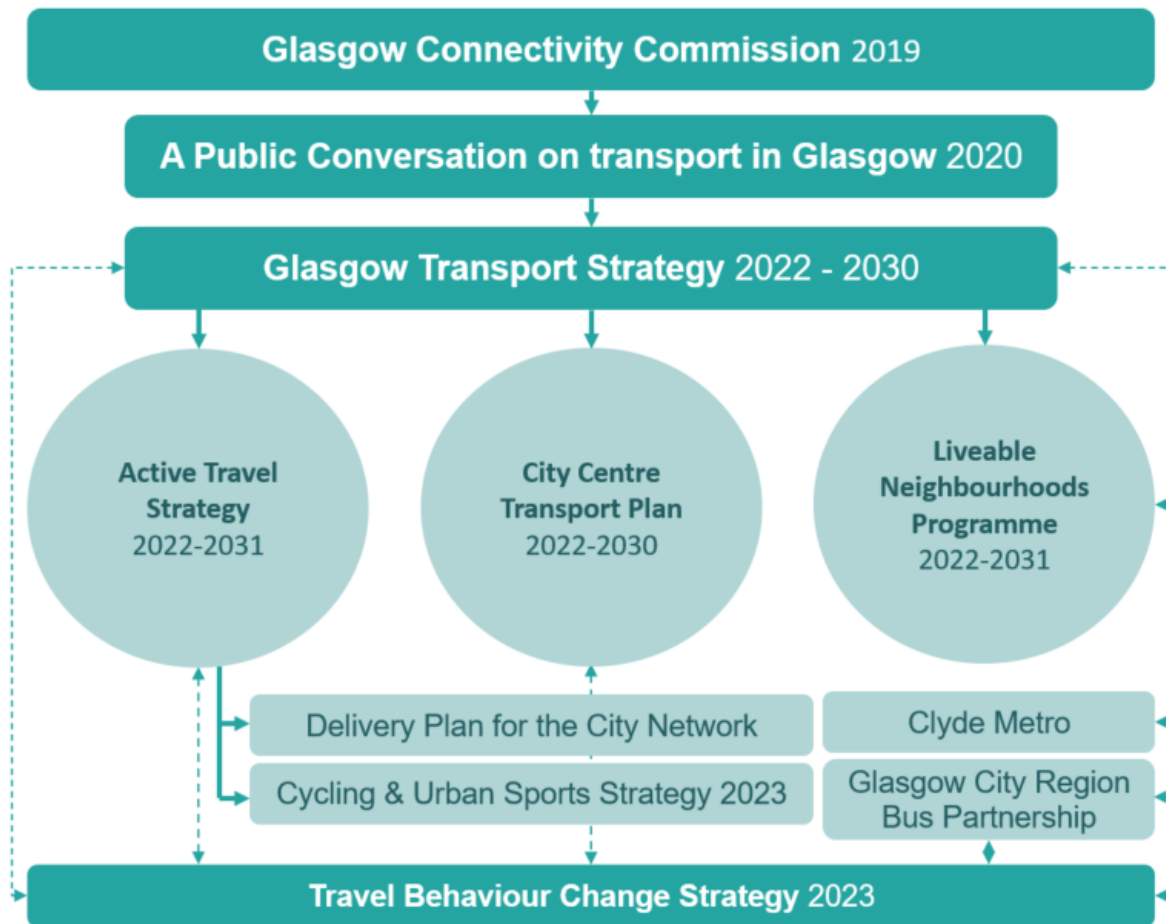 Glasgow Connectivity Commission 2019
A Public Conversation on transport in Glasgow 2020
Glasgow Transport Strategy 2022 - 2030
Active Travel
Strategy
2022-2031
City Centre
Transport Plan
2022-2030
Liveable
Neighbourhoods
Programme
2022-2031
Delivery Plan for the City Network
Cycling & Urban Sports Strategy 2023
Clyde Metro
Glasgow City Region
Bus Partnership
Travel Behaviour Change Strategy 2023